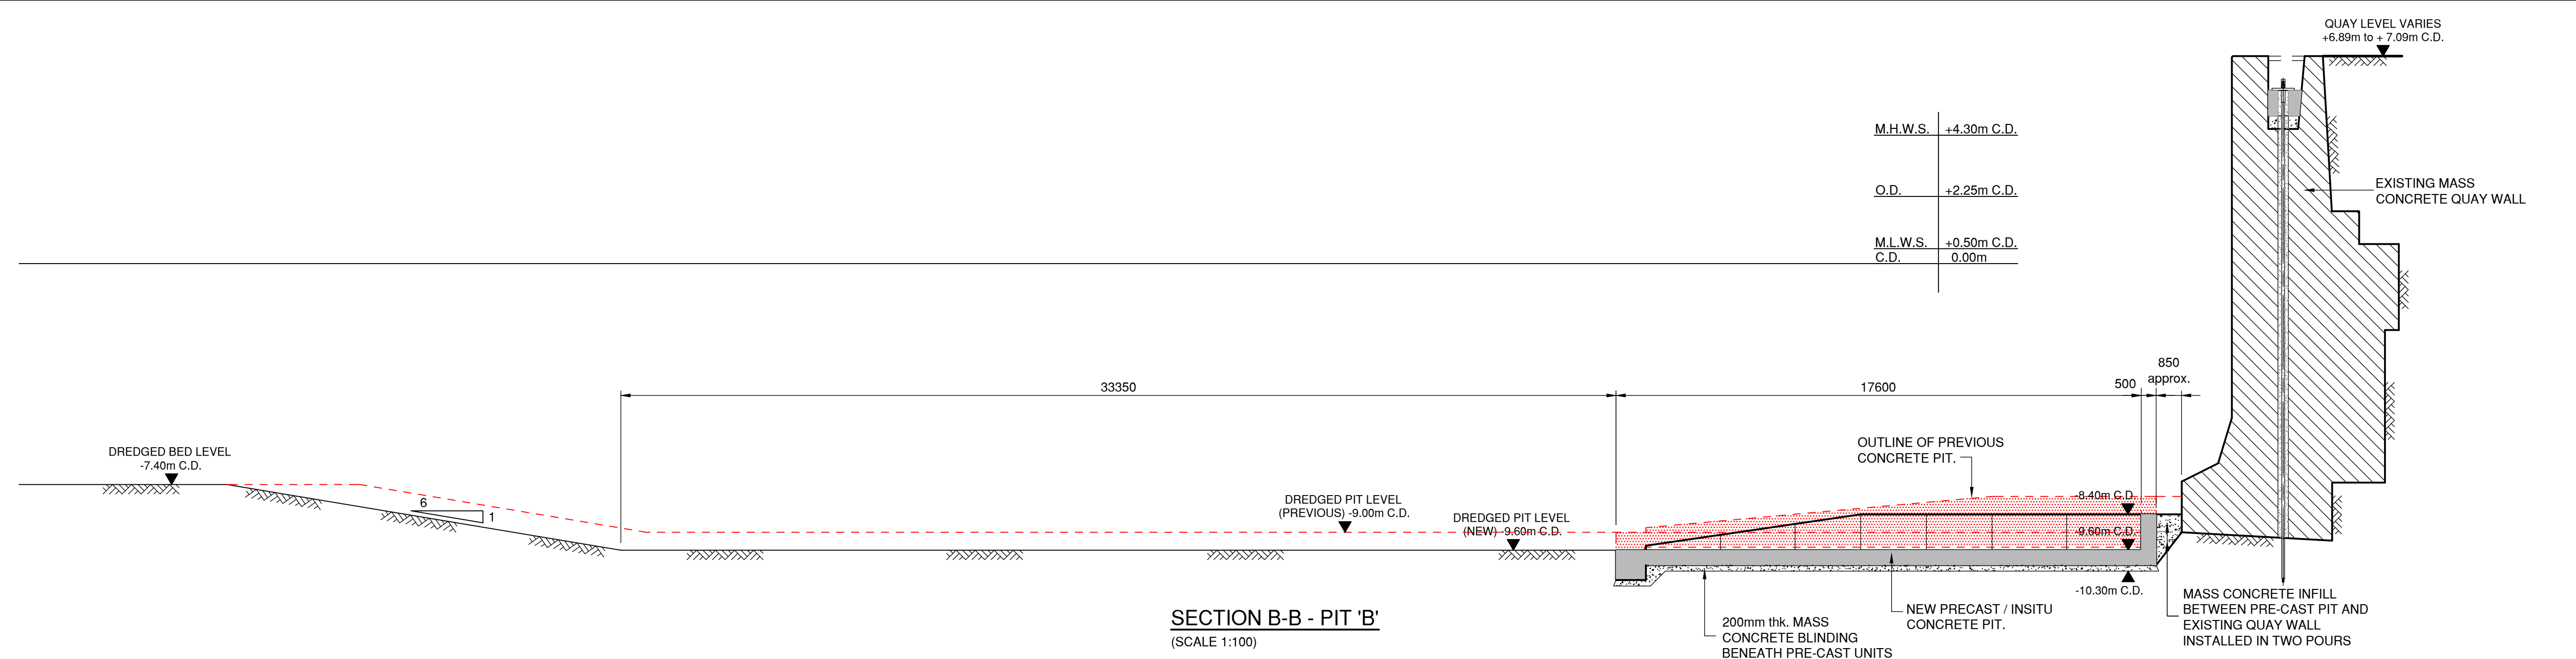 QUAY LEVEL VARIES
+6.89m to + 7.09m C.D.
M.H.W.S. +4.30m C.D.
O.D. +2.25m C.D.
M.L.W.S. +0.50m C.D.
C.D. 0.00m
EXISTING MASS
CONCRETE QUAY WALL
33350
17600
500
850
approx.
DREDGED BED LEVEL
-7.40m C.D.
6
1
DREDGED PIT LEVEL
(PREVIOUS) -9.00m C.D.
DREDGED PIT LEVEL
(NEW) -9.60m C.D.
OUTLINE OF PREVIOUS
CONCRETE PIT.
-8.40m C.D.
-9.60m C.D.
-10.30m C.D.
SECTION B-B - PIT 'B'
(SCALE 1:100)
200mm thk. MASS
CONCRETE BLINDING
BENEATH PRE-CAST UNITS
NEW PRECAST / INSITU
CONCRETE PIT.
MASS CONCRETE INFILL
BETWEEN PRE-CAST PIT AND
EXISTING QUAY WALL
INSTALLED IN TWO POURS